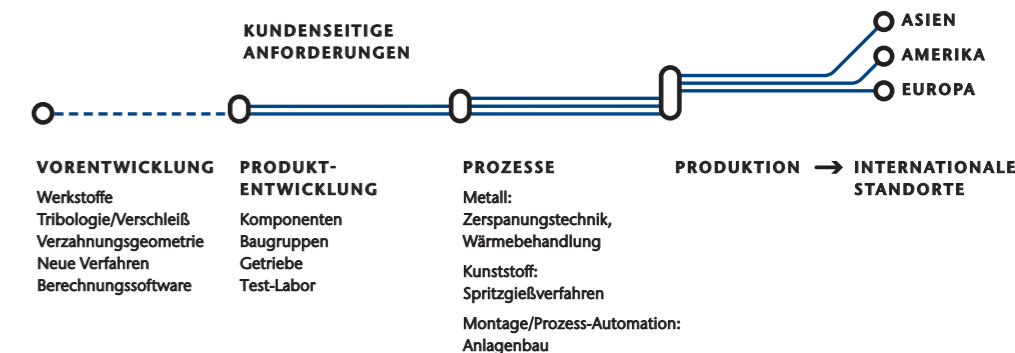 KUNDENSEITIGE
ANFORDERUNGEN
ASIEN
AMERIKA
EUROPA
VORENTWICKLUNG
Werkstoffe
Tribologie/Verschleiß
Verzahnungsgeometrie
Neue Verfahren
Berechnungssoftware
PRODUKT-
ENTWICKLUNG
Komponenten
Baugruppen
Getriebe
Test-Labor
PROZESSE
Metall:
Zerspanungstechnik,
Wärmebehandlung
Kunststoff:
Spritzgießverfahren
Montage/Prozess-Automation:
Anlagenbau
PRODUKTION → INTERNATIONALE
STANDORTE